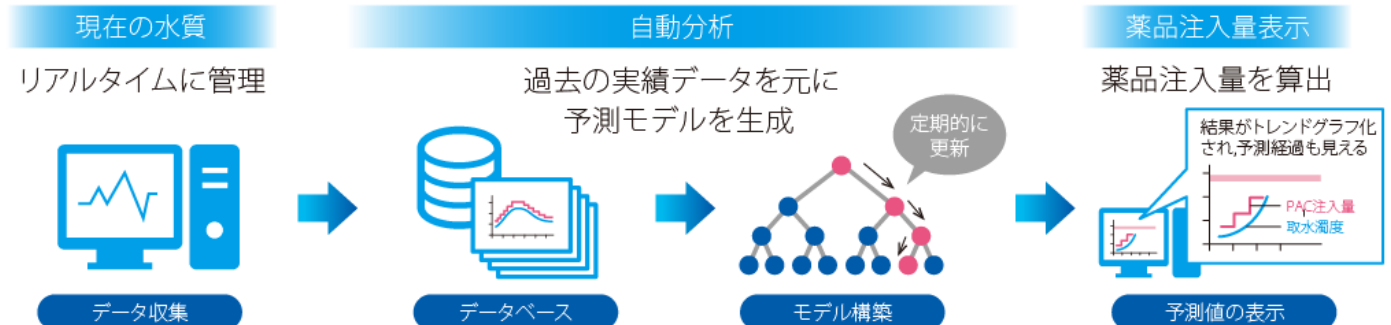 現在の水質
自動分析
薬品注入量表示
リアルタイムに管理
過去の実績データを元に
予測モデルを生成
薬品注入量を算出
定期的に
更新
結果がトレンドグラフ化
され,予測経過も見える
PAC注入量
取水濁度
データ収集
データベース
モデル構築
予測値の表示